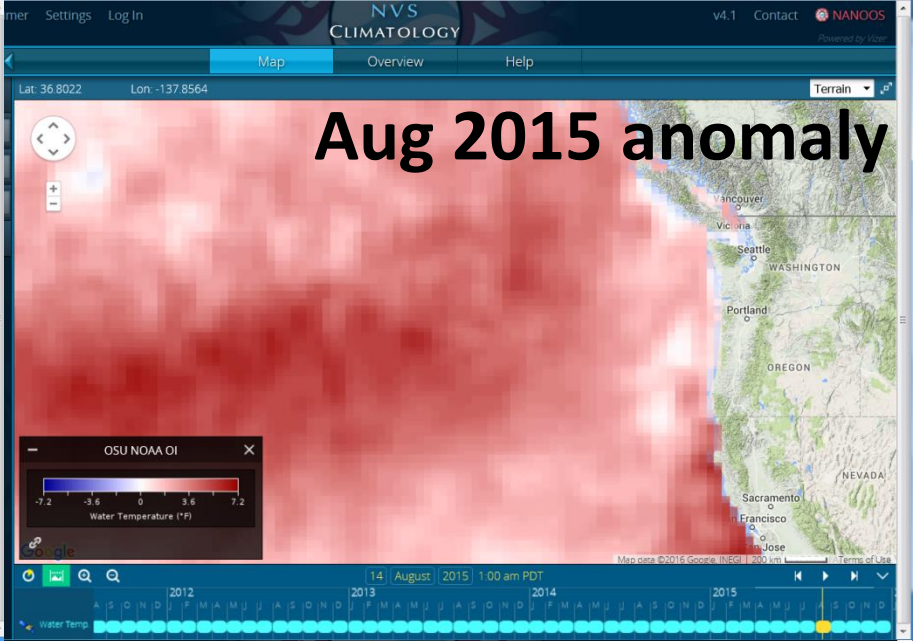 mer Settings Log In
NVS
CLIMATOLOGY
v4.1 Contact NANOOS
Powered by Vizer
Map Overview Help
Lat: 36.8022 Lon: -137.8564
Terrain
Aug 2015 anomaly
Vancouver
Victoria
Seattle
WASHINGTON
Portland
OREGON
NEVADA
Sacramento
n Francisco
n Jose
OSU NOAA OI
-7.2 -3.6 0 3.6 7.2
Water Temperature (°F)
Google
Map data ©2016 Google, INEGI 200 km Terms of Use
14 August 2015 1:00 am PDT
2012 2013 2014 2015
A S O N D J F M A M J J A S O N D J F M A M J J A S O N D J F M A M J J A S O N D J F M A M J J A S O N D
Water Temp.